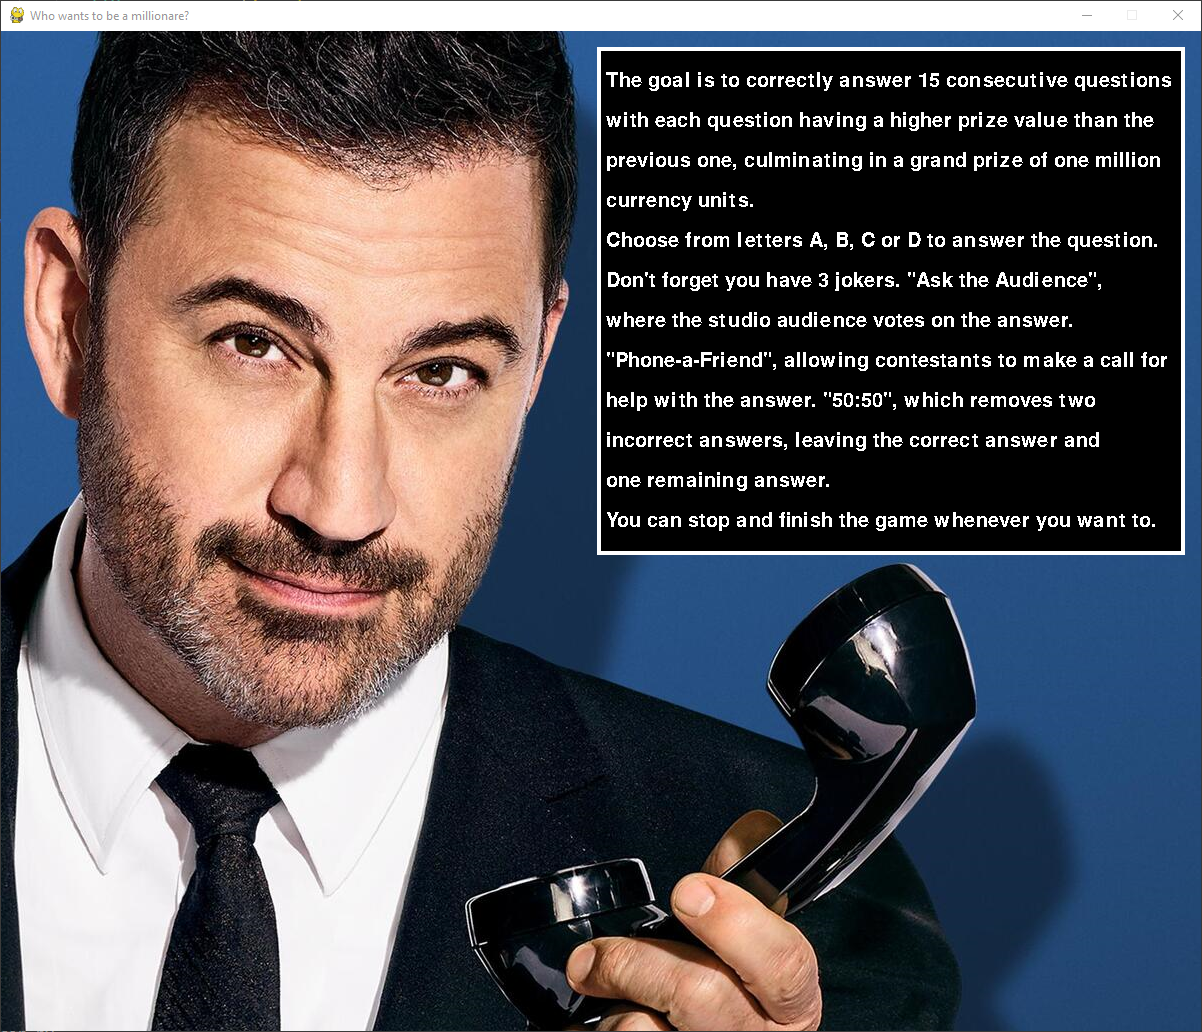 Who wants to be a millionare?
The goal is to correctly answer 15 consecutive questions
with each question having a higher prize value than the
previous one, culminating in a grand prize of one million
currency units.
Choose from letters A, B, C or D to answer the question.
Don't forget you have 3 jokers. "Ask the Audience",
where the studio audience votes on the answer.
"Phone-a-Friend", allowing contestants to make a call for
help with the answer. "50:50", which removes two
incorrect answers, leaving the correct answer and
one remaining answer.
You can stop and finish the game whenever you want to.